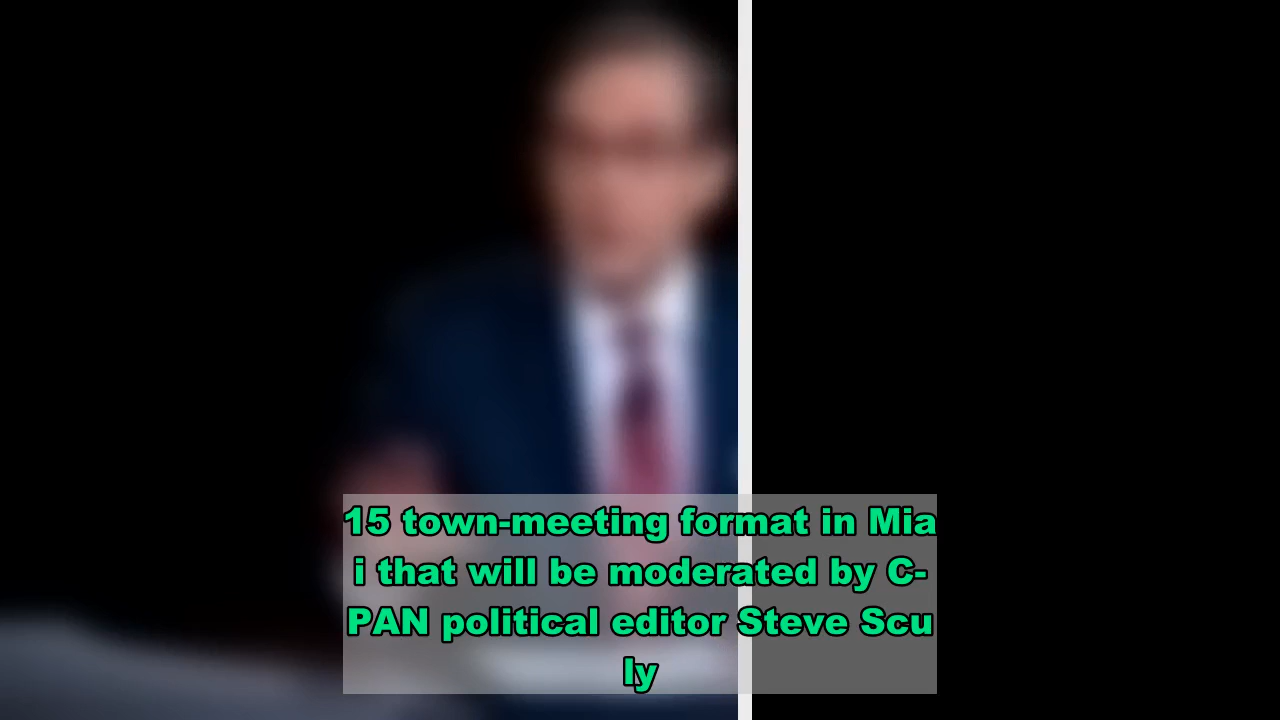 15 town-meeting format in Mia
i that will be moderated by C-
PAN political editor Steve Scu
ly